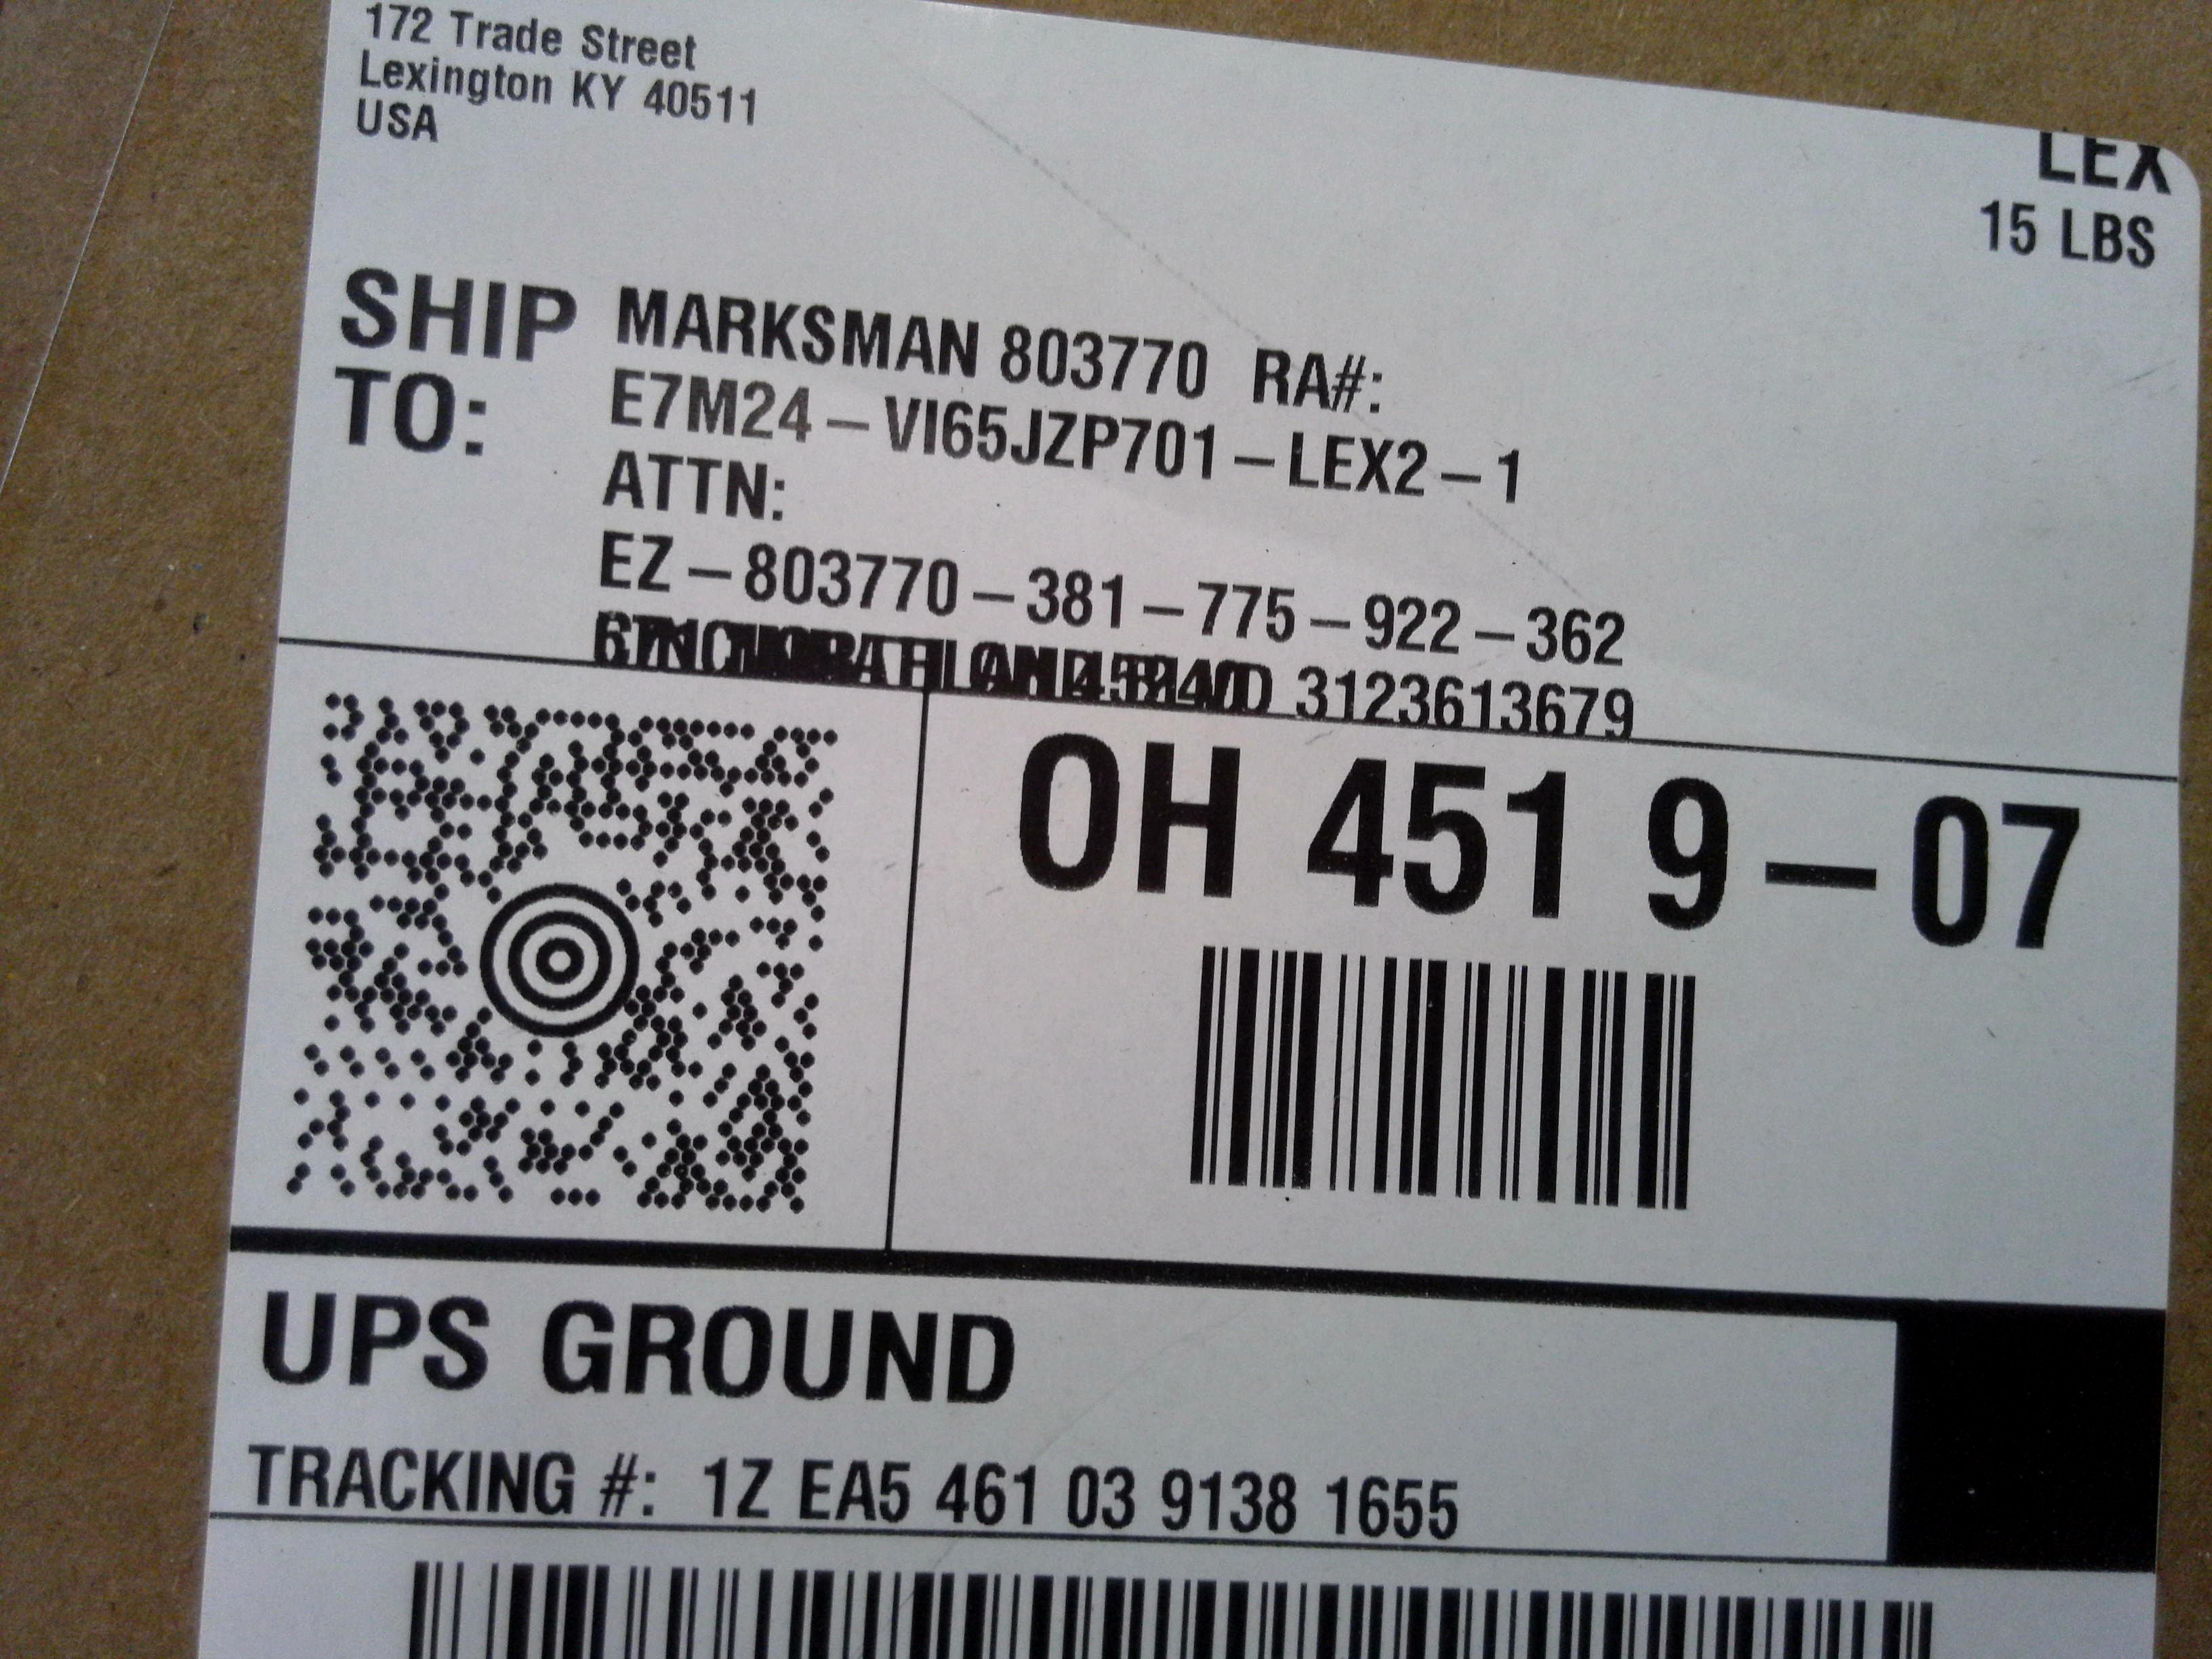 172 Trade Street
Lexington KY 40511
USA
LEX
15 LBS
SHIP TO:
MARKSMAN 803770 RA#:
E7M24-VI65JZP701-LEX2-1
ATTN:
EZ-803770-381-775-922-362
3123613679
OH 451 9-07
UPS GROUND
TRACKING #: 1Z EA5 461 03 9138 1655